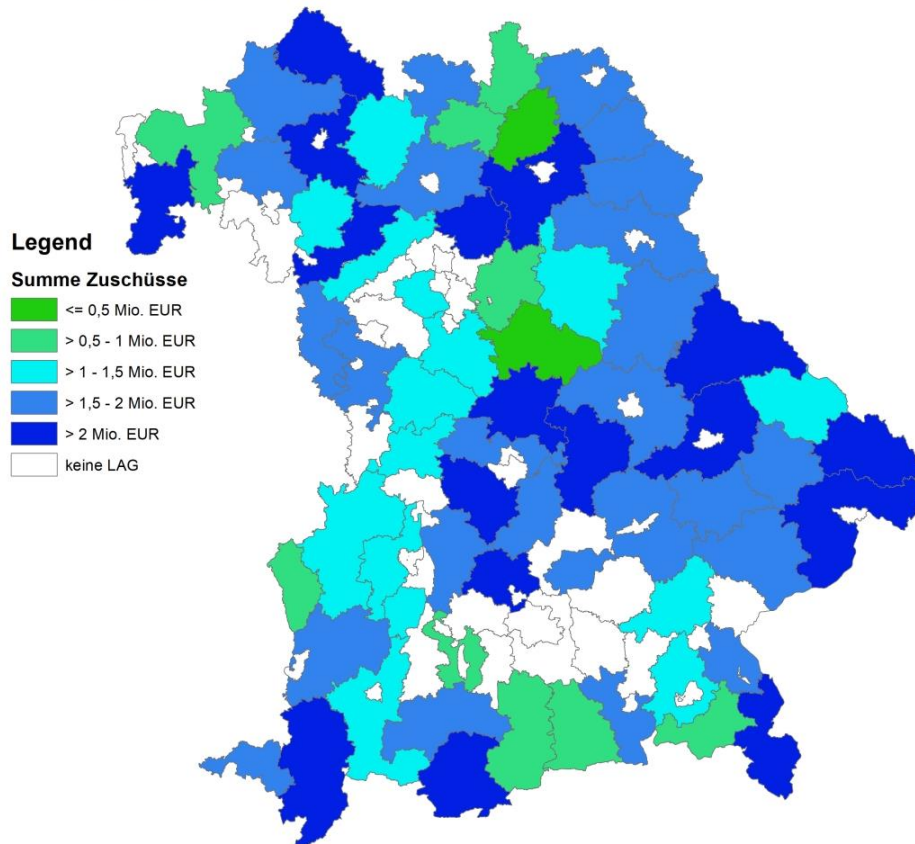 Legend
Summe Zuschüsse
<= 0,5 Mio. EUR
> 0,5 - 1 Mio. EUR
> 1 - 1,5 Mio. EUR
> 1,5 - 2 Mio. EUR
> 2 Mio. EUR
keine LAG